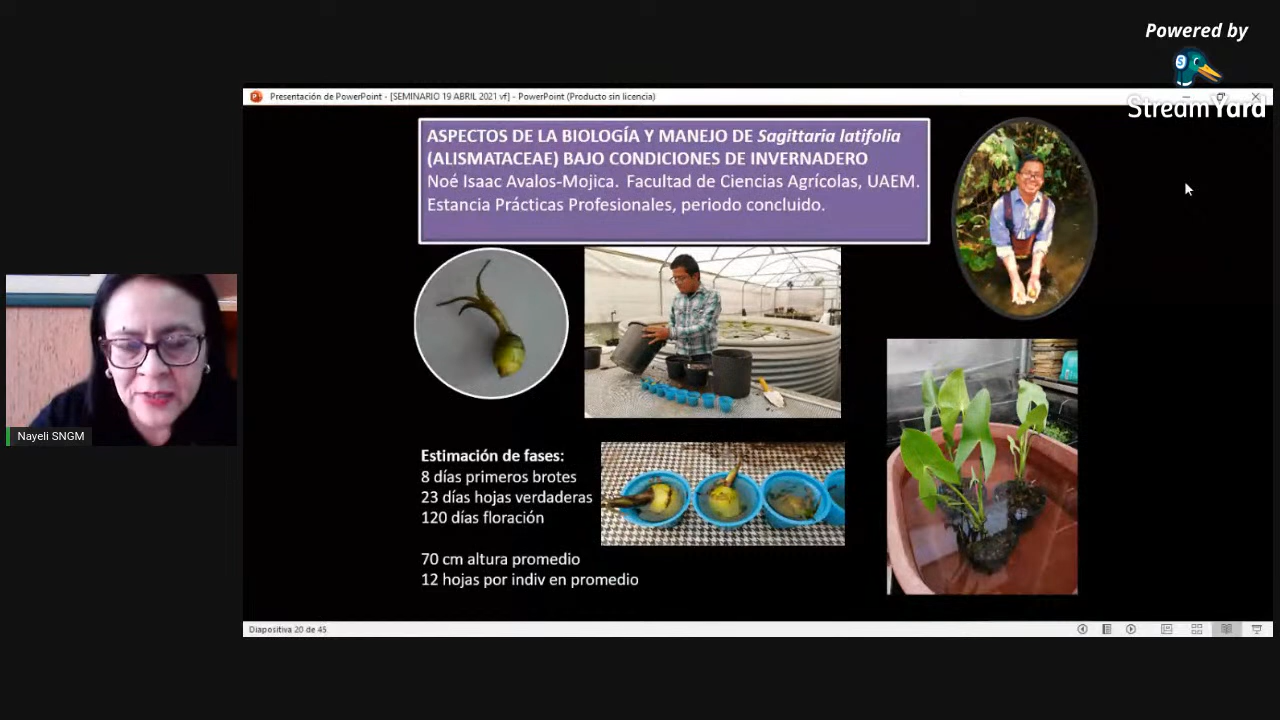 Powered by
StreamYard
Presentación de PowerPoint - [SEMINARIO 19 ABRIL 2021 vf] - PowerPoint (Producto sin licencia)
ASPECTOS DE LA BIOLOGÍA Y MANEJO DE Sagittaria latifolia
(ALISMATACEAE) BAJO CONDICIONES DE INVERNADERO
Noé Isaac Avalos-Mojica. Facultad de Ciencias Agrícolas, UAEM.
Estancia Prácticas Profesionales, periodo concluido.
Nayeli SNGM
Estimación de fases:
8 días primeros brotes
23 días hojas verdaderas
120 días floración
70 cm altura promedio
12 hojas por indiv en promedio
Diapositiva 20 de 45